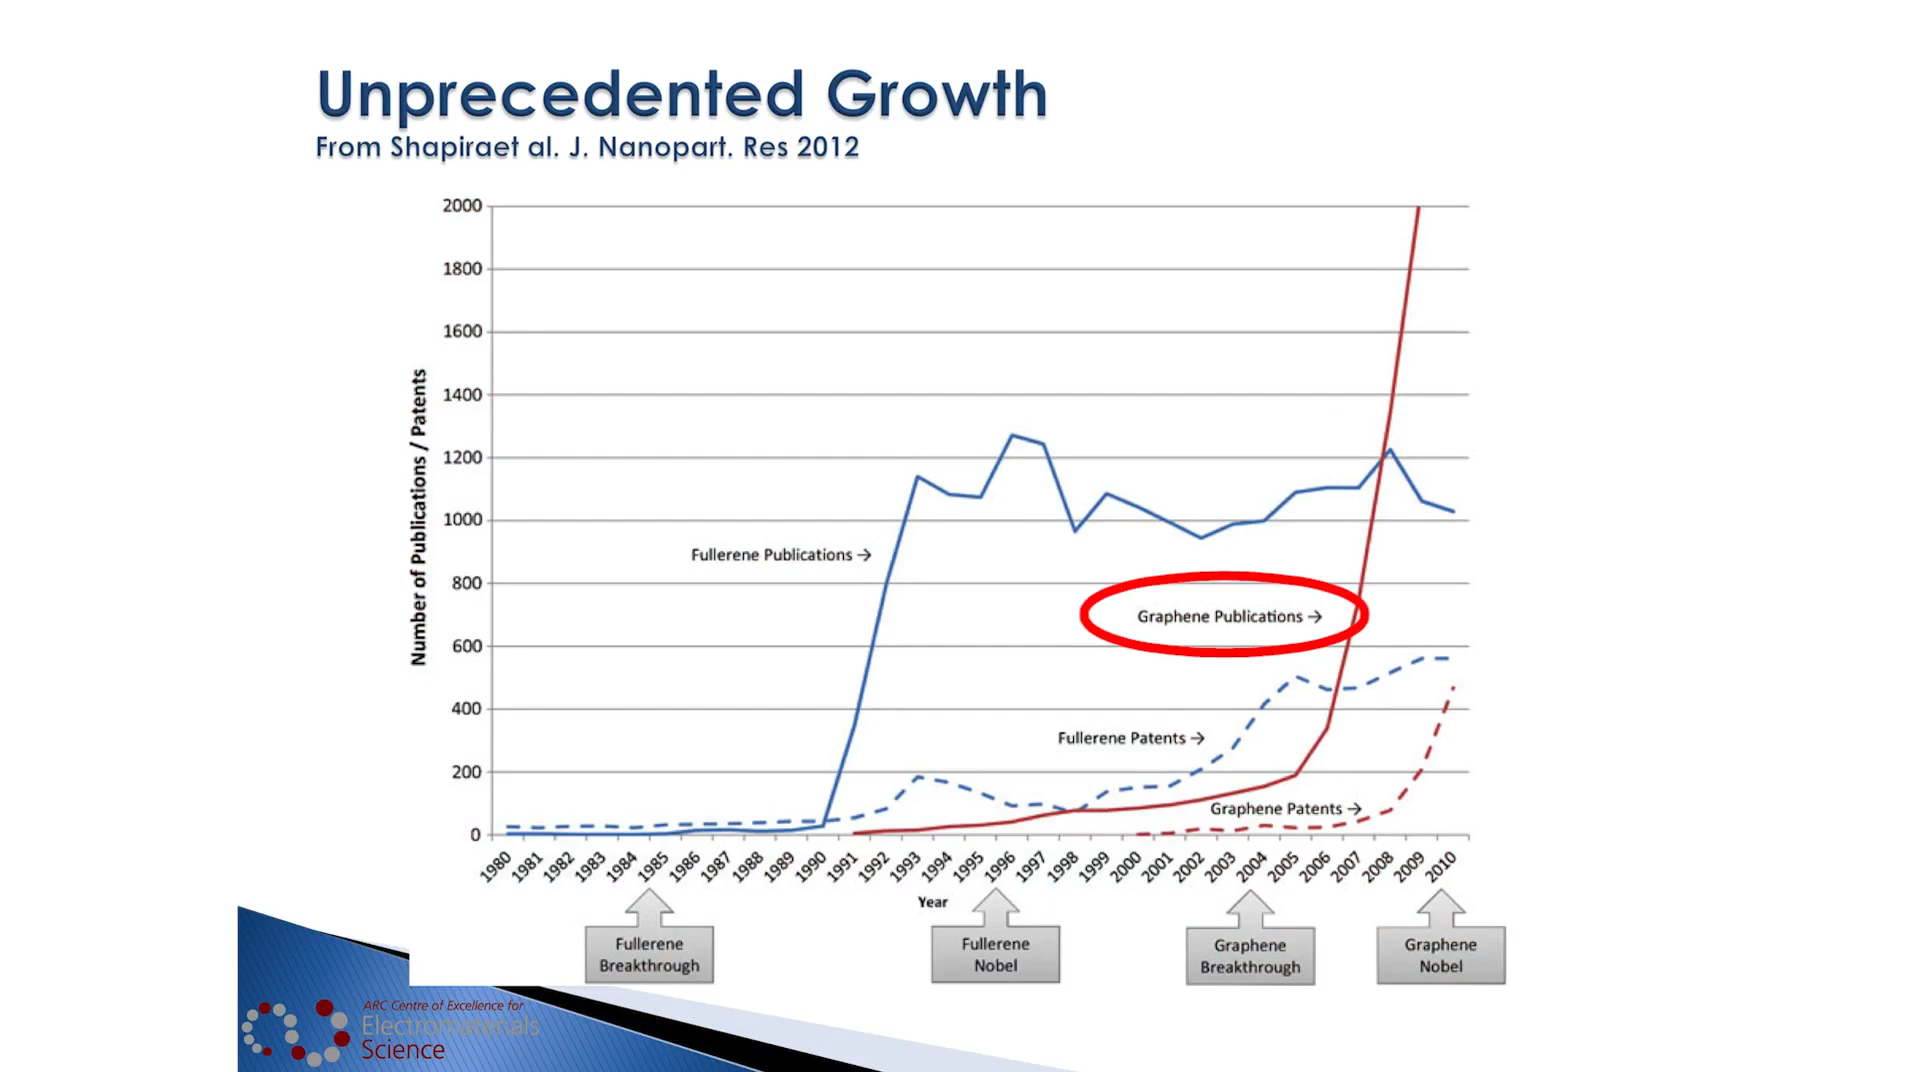 Unprecedented Growth
From Shapiraet al. J. Nanopart. Res 2012
2000
1800
1600
1400
1200
1000
800
600
400
200
0
Number of Publications / Patents
Fullerene Publications →
Graphene Publications →
Fullerene Patents →
Graphene Patents →
1980 1981 1982 1983 1984 1985 1986 1987 1988 1989 1990 1991 1992 1993 1994 1995 1996 1997 1998 1999 2000 2001 2002 2003 2004 2005 2006 2007 2008 2009 2010
Year
Fullerene
Breakthrough
Fullerene
Nobel
Graphene
Breakthrough
Graphene
Nobel
ARC Centre of Excellence for
Electromaterials
Science